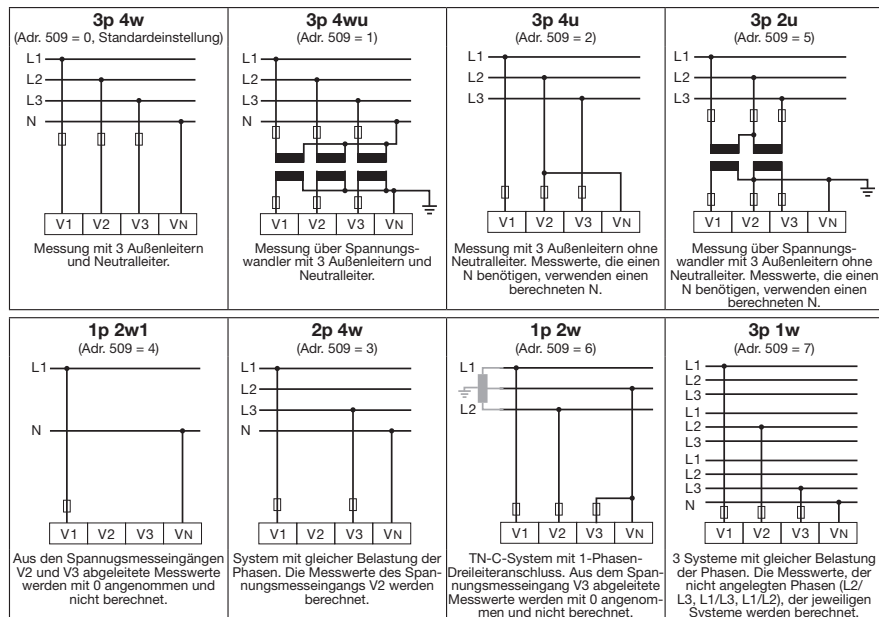 3p 4w
(Adr. 509 = 0, Standardeinstellung)
L1
L2
L3
N
V1 V2 V3 VN
Messung mit 3 Außenleitern
und Neutralleiter.
3p 4wu
(Adr. 509 = 1)
L1
L2
L3
N
V1 V2 V3 VN
Messung über Spannungs-
wandler mit 3 Außenleitern und
Neutralleiter.
3p 4u
(Adr. 509 = 2)
L1
L2
L3
V1 V2 V3 VN
Messung mit 3 Außenleitern ohne
Neutralleiter. Messwerte, die einen
N benötigen, verwenden einen
berechneten N.
3p 2u
(Adr. 509 = 5)
L1
L2
L3
V1 V2 V3 VN
Messung über Spannungs-
wandler mit 3 Außenleitern ohne
Neutralleiter. Messwerte, die einen
N benötigen, verwenden einen
berechneten N.
1p 2w1
(Adr. 509 = 4)
L1
N
V1 V2 V3 VN
Aus den Spannugsmesseingängen
V2 und V3 abgeleitete Messwerte
werden mit 0 angenommen und
nicht berechnet.
2p 4w
(Adr. 509 = 3)
L1
L2
L3
N
V1 V2 V3 VN
System mit gleicher Belastung der
Phasen. Die Messwerte des Span-
nungsmesseingangs V2 werden
berechnet.
1p 2w
(Adr. 509 = 6)
L1
L2
V1 V2 V3 VN
TN-C-System mit 1-Phasen-
Dreileiteranschluss. Aus dem Span-
nungsmesseingang V3 abgeleitete
Messwerte werden mit 0 angenom-
men und nicht berechnet.
3p 1w
(Adr. 509 = 7)
L1
L2
L3
L1
L2
L3
L1
L2
L3
N
V1 V2 V3 VN
3 Systeme mit gleicher Belastung
der Phasen. Die Messwerte, der
nicht angelegten Phasen (L2/
L3, L1/L3, L1/L2), der jeweiligen
Systeme werden berechnet.